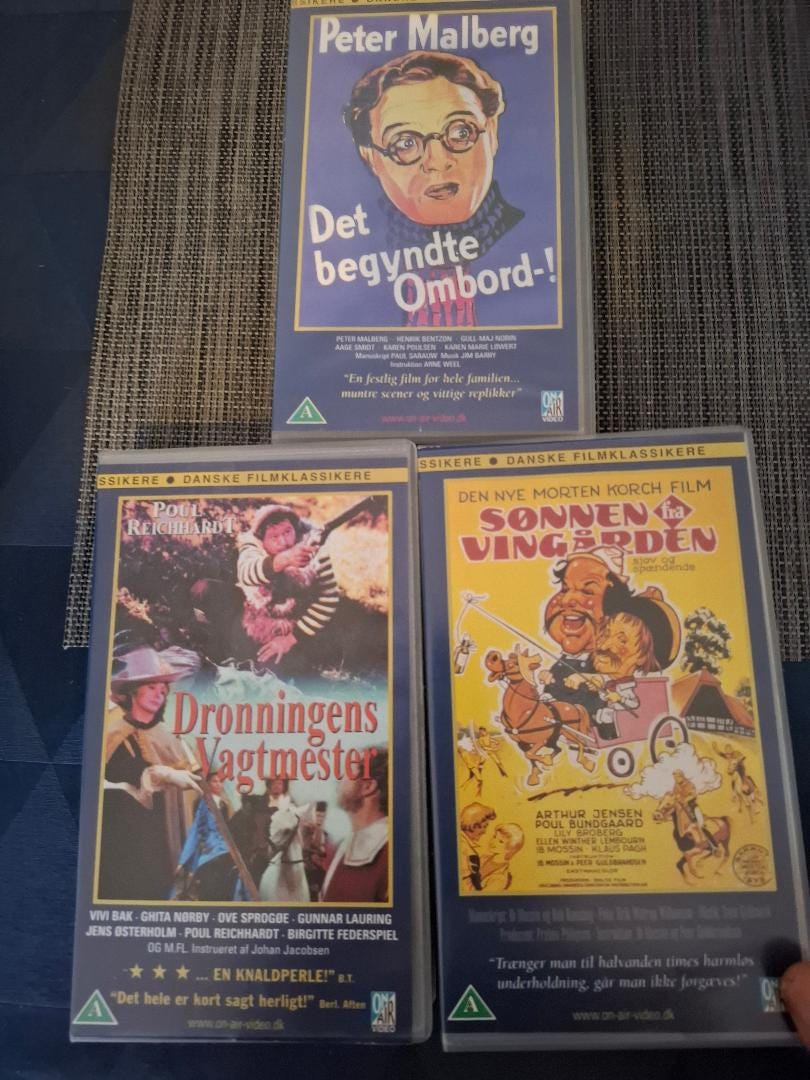 SSIKERE ● DANSKE
Peter Malberg
Det
begyndte
Ombord-!
PETER MALBERG · HENRIK BENTZON · GULL-MAJ NORIN
AAGE SMIDT · KAREN POULSEN · KAREN MARIE LØWERT
Manuskript PAUL SARAUW Musik JIM BARRY
Instruktion ARNE WEEL
"En festlig film for hele familien...
muntre scener og vittige replikker"
A
www.on-air-video.dk
ON
AIR
VIDEO
SSIKERE ● DANSKE FILMKLASSIKERE
POUL
REICHHARDT
Dronningens
Vagtmester
VIVI BAK · GHITA NØRBY · OVE SPROGØE · GUNNAR LAURING
JENS ØSTERHOLM · POUL REICHHARDT · BIRGITTE FEDERSPIEL
OG M.FL. Instrueret af Johan Jacobsen
"★ ★ ★ ... EN KNALDPERLE!" B.T.
"Det hele er kort sagt herligt!" Berl. Aften
A
www.on-air-video.dk
ON
AIR
VIDEO
SSIKERE ● DANSKE FILMKLASSIKERE
DEN NYE MORTEN KORCH FILM
SØNNEN fra
VINGÅRDEN
sjov og
spændende
ARTHUR JENSEN
POUL BUNDGAARD
LILY BROBERG
ELLEN WINTHER LEMBOURN
IB MOSSIN · KLAUS PAGH
INSTRUKTION
IB MOSSIN & PEER GULDBRANDSEN
EASTMANCOLOR
"Trænger man til halvanden times harmløs
underholdning, går man ikke forgæves!"
A
www.on-air-video.dk